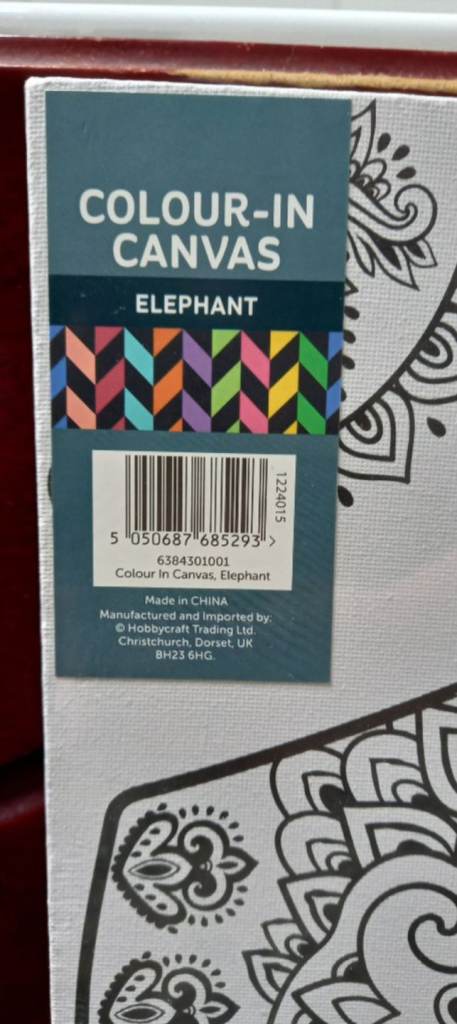 COLOUR-IN
CANVAS
ELEPHANT
1224015
5 050687 685293 >
6384301001
Colour In Canvas, Elephant
Made in CHINA
Manufactured and Imported by:
© Hobbycraft Trading Ltd.
Christchurch, Dorset, UK
BH23 6HG.